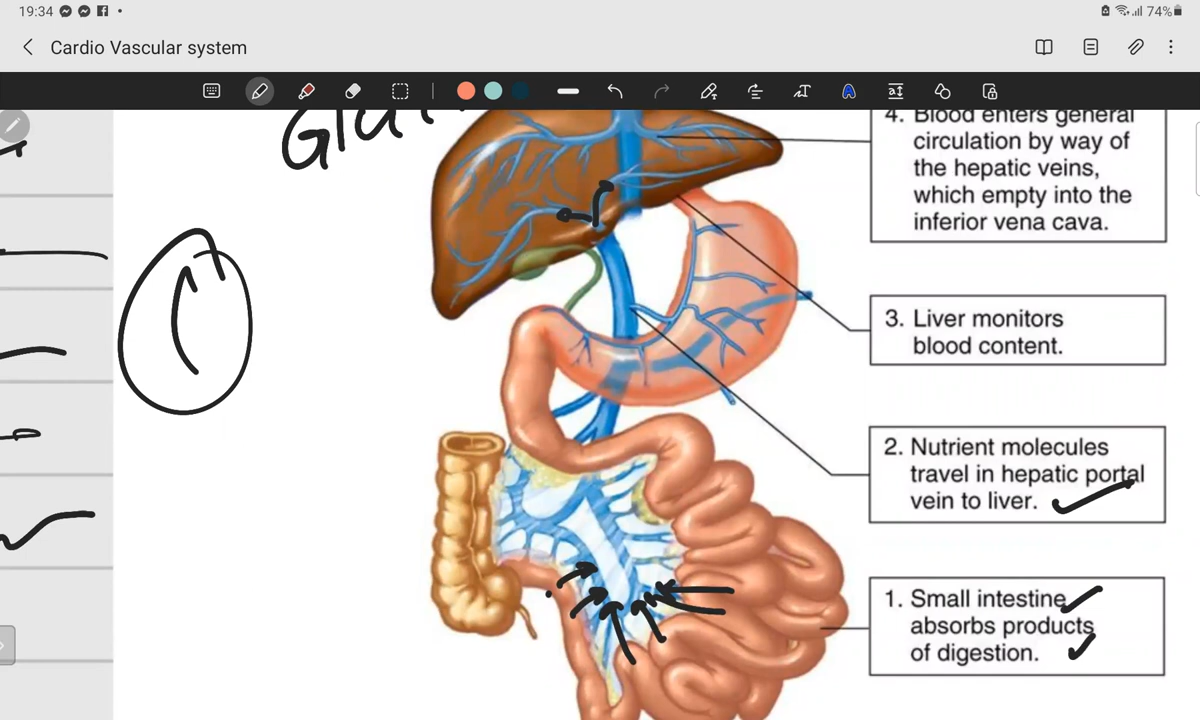 19:34
74%
Cardio Vascular system
4. Blood enters general
circulation by way of
the hepatic veins,
which empty into the
inferior vena cava.
3. Liver monitors
blood content.
2. Nutrient molecules
travel in hepatic portal
vein to liver.
1. Small intestine
absorbs products
of digestion.